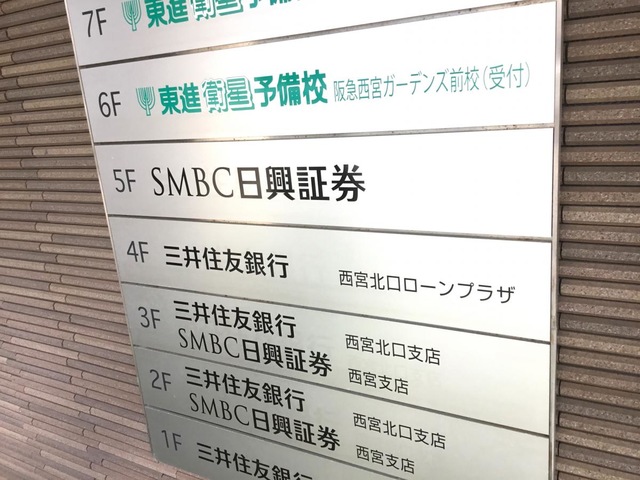 7F 東進衛星予備校
6F 東進衛星予備校 阪急西宮ガーデンズ前校(受付)
5F SMBC日興証券
4F 三井住友銀行 西宮北口ローンプラザ
3F 三井住友銀行 西宮北口支店
SMBC日興証券 西宮支店
2F 三井住友銀行 西宮北口支店
SMBC日興証券 西宮支店
1F 三井住友銀行